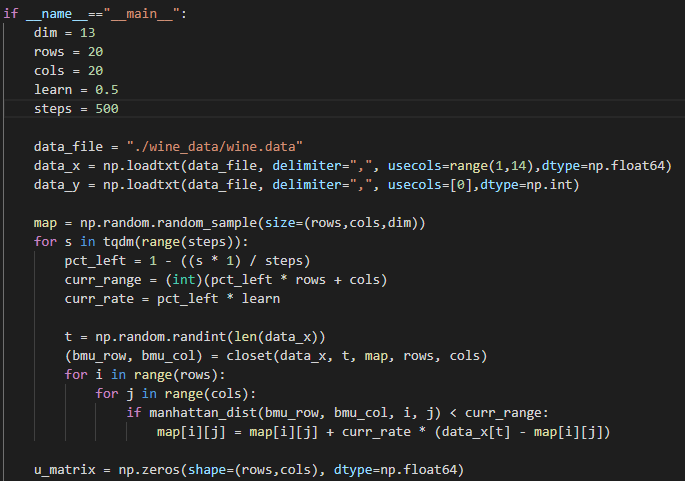 if __name__=="__main__":
    dim = 13
    rows = 20
    cols = 20
    learn = 0.5
    steps = 500

    data_file = "./wine_data/wine.data"
    data_x = np.loadtxt(data_file, delimiter=",", usecols=range(1,14),dtype=np.float64)
    data_y = np.loadtxt(data_file, delimiter=",", usecols=[0],dtype=np.int)

    map = np.random.random_sample(size=(rows,cols,dim))
    for s in tqdm(range(steps)):
        pct_left = 1 - ((s * 1) / steps)
        curr_range = (int)(pct_left * rows + cols)
        curr_rate = pct_left * learn

        t = np.random.randint(len(data_x))
        (bmu_row, bmu_col) = closet(data_x, t, map, rows, cols)
        for i in range(rows):
            for j in range(cols):
                if manhattan_dist(bmu_row, bmu_col, i, j) < curr_range:
                    map[i][j] = map[i][j] + curr_rate * (data_x[t] - map[i][j])

    u_matrix = np.zeros(shape=(rows,cols), dtype=np.float64)